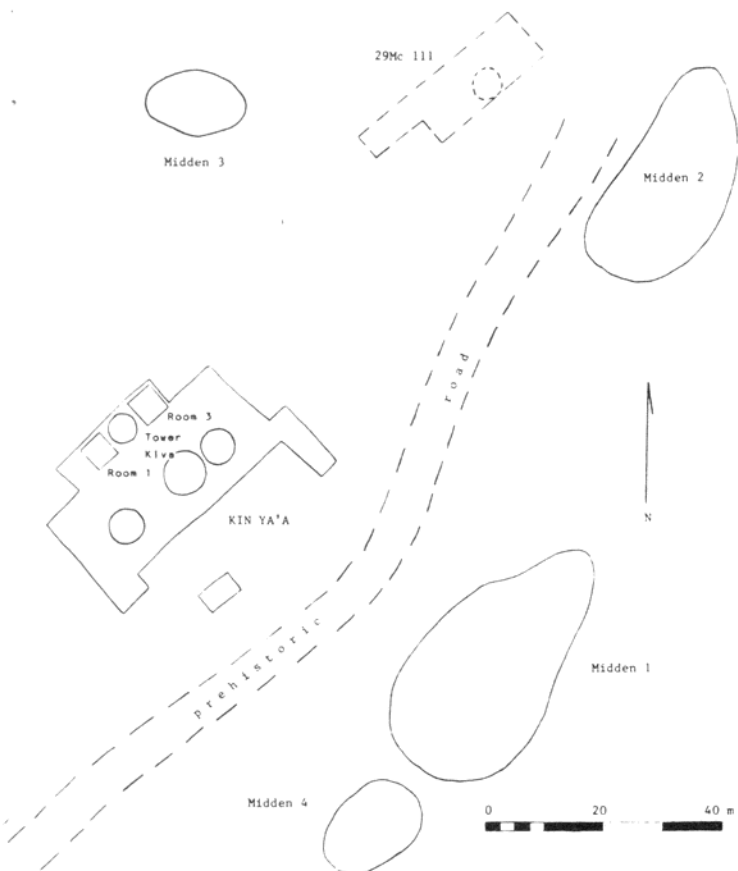 29Mc 111
Midden 3
Midden 2
road
Room 3
Tower
Kiva
Room 1
KIN YA'A
N
prehistoric
Midden 1
Midden 4
0 20 40 m